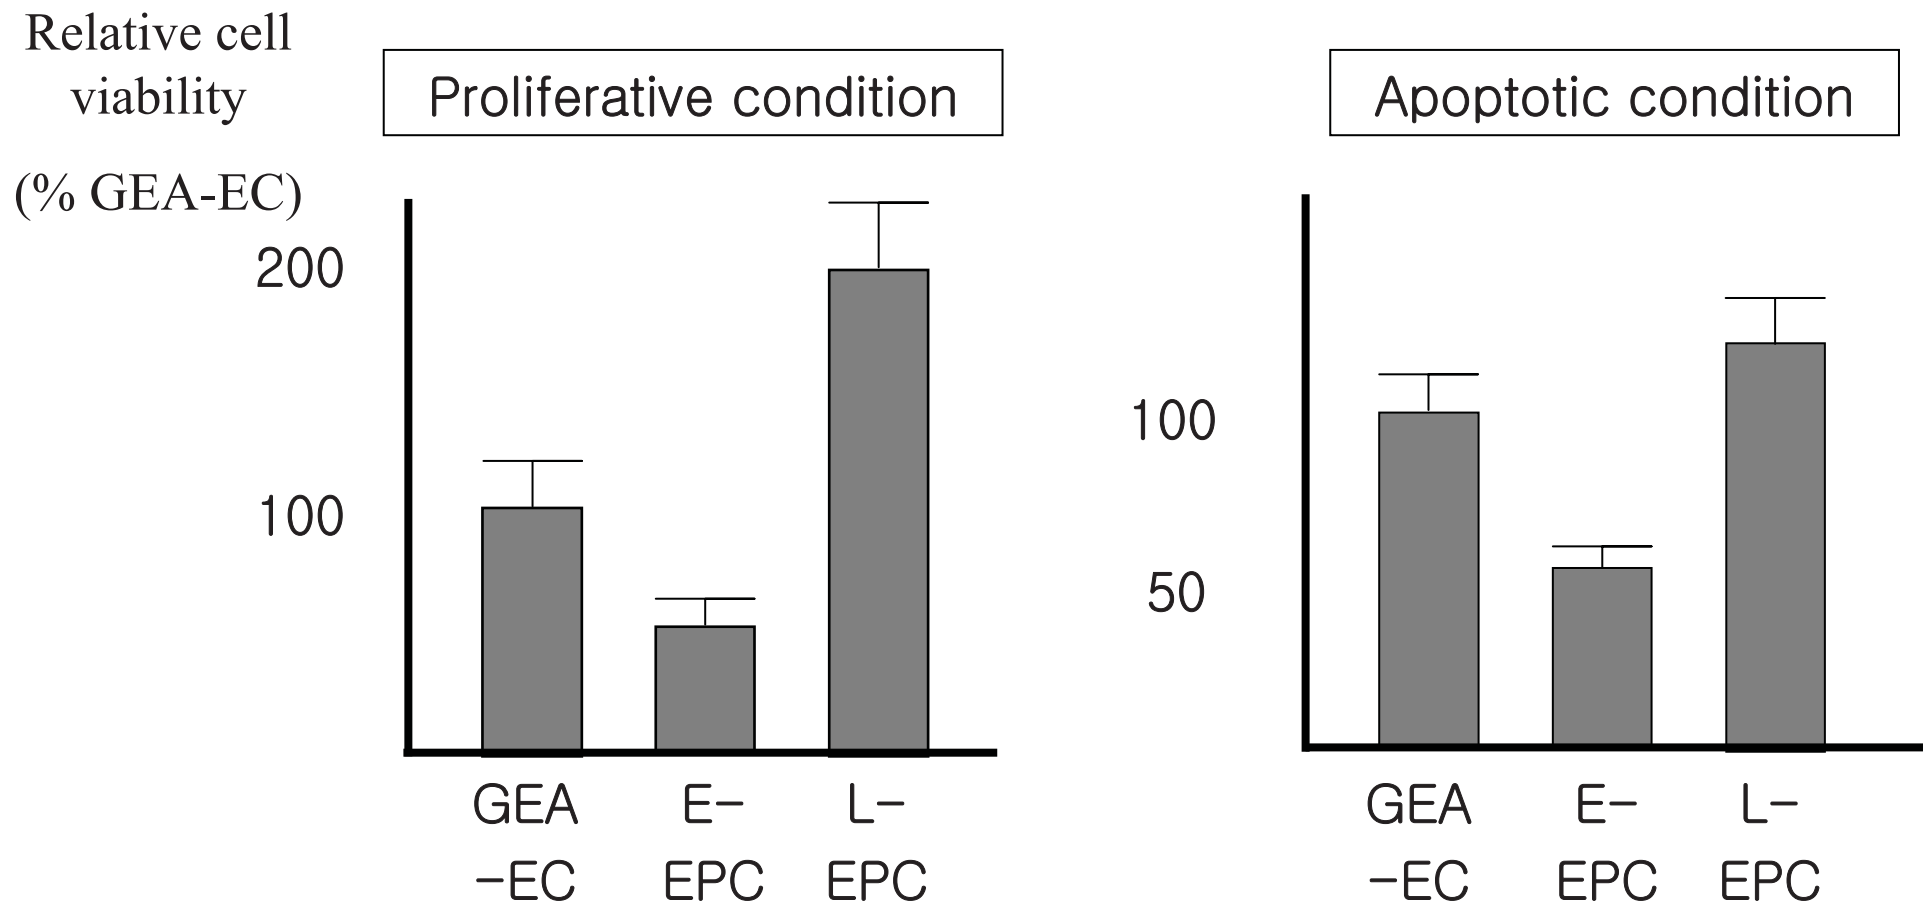 Relative cell
viability
(% GEA-EC)
Proliferative condition
200
100
GEA
-EC
E-
EPC
L-
EPC
Apoptotic condition
100
50
GEA
-EC
E-
EPC
L-
EPC